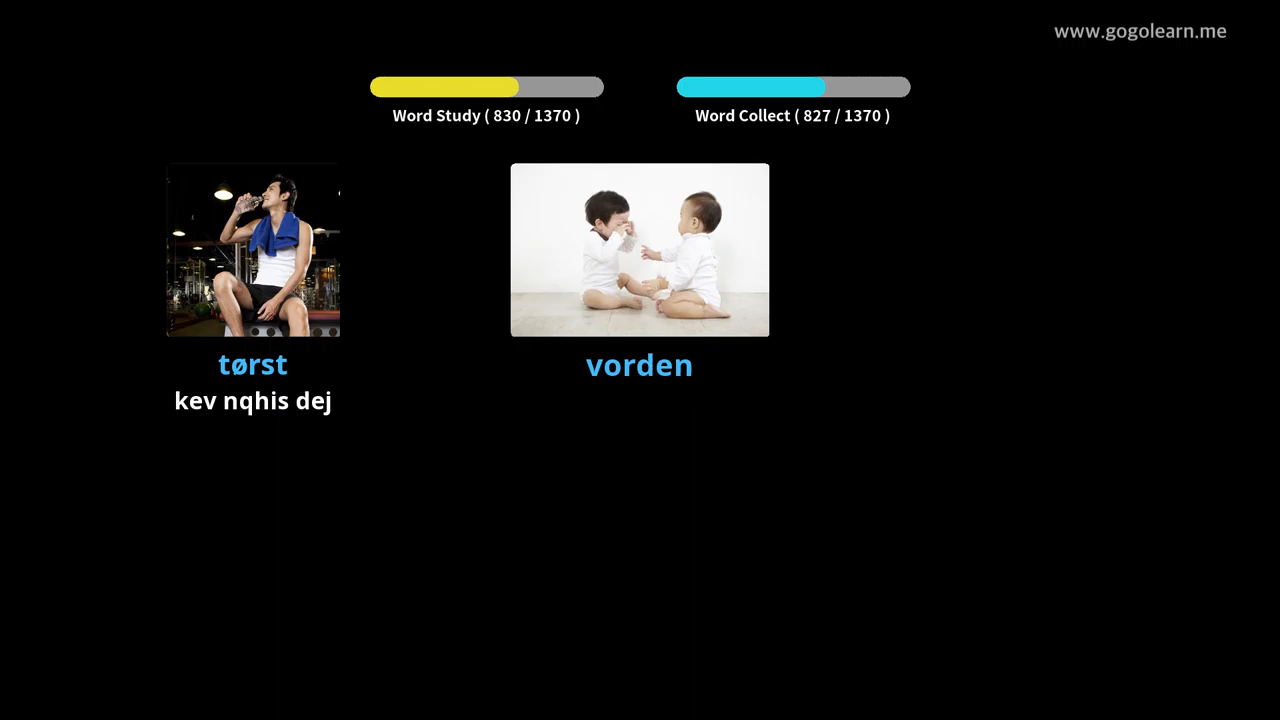 www.gogolearn.me
Word Study ( 830 / 1370 )
Word Collect ( 827 / 1370 )
tørst
kev nqhis dej
vorden